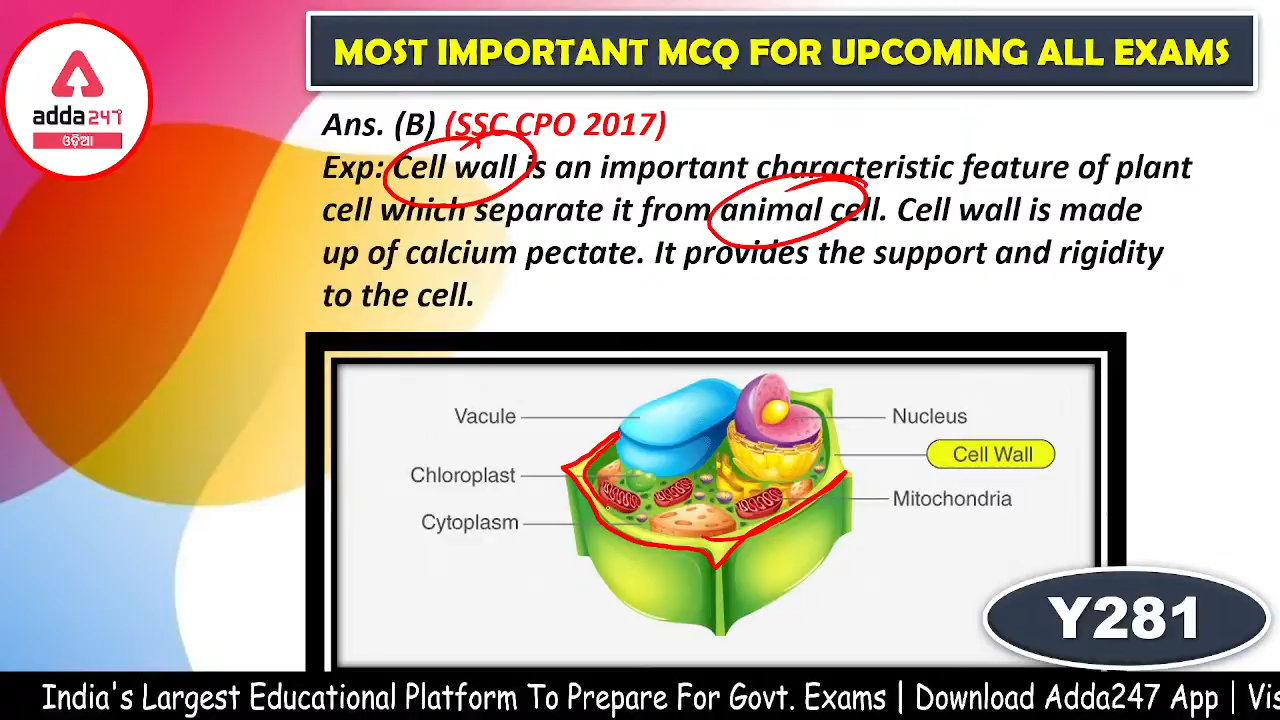 MOST IMPORTANT MCQ FOR UPCOMING ALL EXAMS
adda247
ଓଡ଼ିଆ
Ans. (B) (SSC CPO 2017)
Exp: Cell wall is an important characteristic feature of plant
cell which separate it from animal cell. Cell wall is made
up of calcium pectate. It provides the support and rigidity
to the cell.
Vacule
Nucleus
Cell Wall
Chloroplast
Mitochondria
Cytoplasm
Y281
India's Largest Educational Platform To Prepare For Govt. Exams | Download Adda247 App | Vis